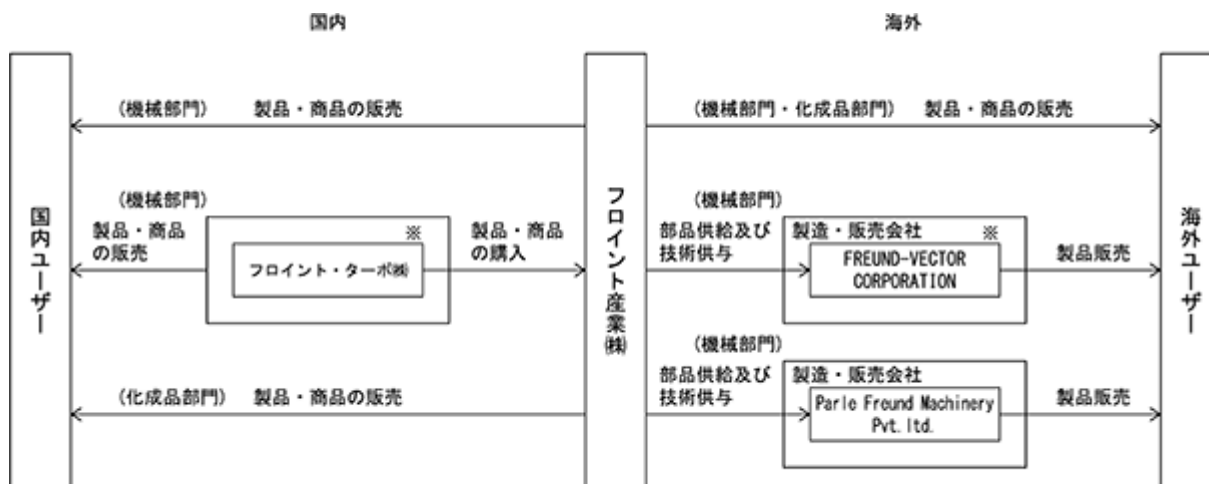 国内
海外
国内ユーザー
フロイント産業㈱
海外ユーザー
(機械部門) 製品・商品の販売
(機械部門・化成品部門) 製品・商品の販売
(機械部門)
製品・商品
の販売
※
フロイント・ターボ㈱
製品・商品
の購入
(機械部門)
部品供給及び
技術供与
製造・販売会社 ※
FREUND-VECTOR
CORPORATION
製品販売
(化成品部門) 製品・商品の販売
(機械部門)
部品供給及び
技術供与
製造・販売会社
Parle Freund Machinery
Pvt.ltd.
製品販売